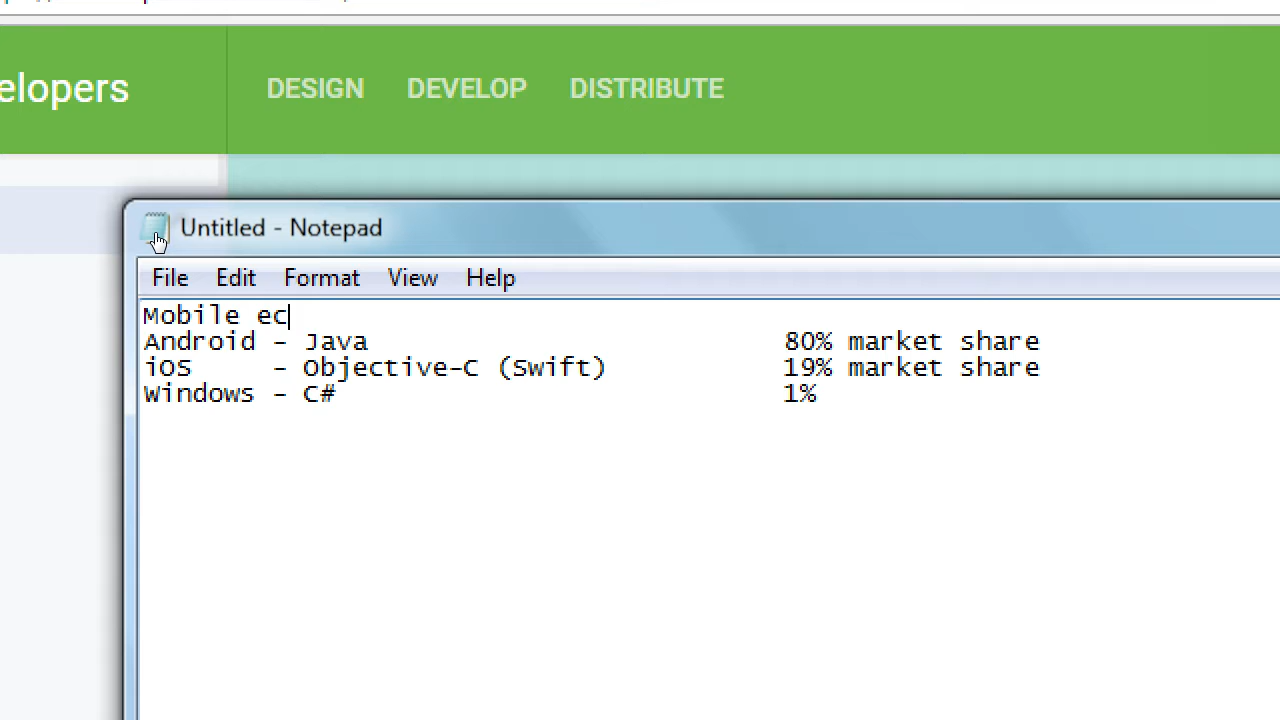 elopers
DESIGN DEVELOP DISTRIBUTE
Untitled - Notepad
File Edit Format View Help
Mobile ec
Android - Java 80% market share
iOS - Objective-C (Swift) 19% market share
Windows - C# 1%